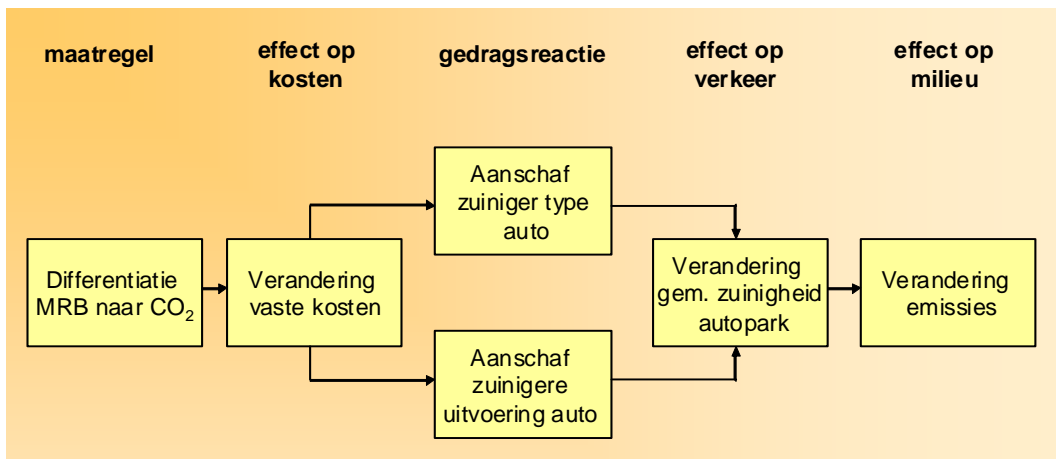 maatregel
effect op
kosten
gedragsreactie
effect op
verkeer
effect op
milieu
Differentiatie
MRB naar CO₂
Verandering
vaste kosten
Aanschaf
zuiniger type
auto
Aanschaf
zuinigere
uitvoering auto
Verandering
gem. zuinigheid
autopark
Verandering
emissies